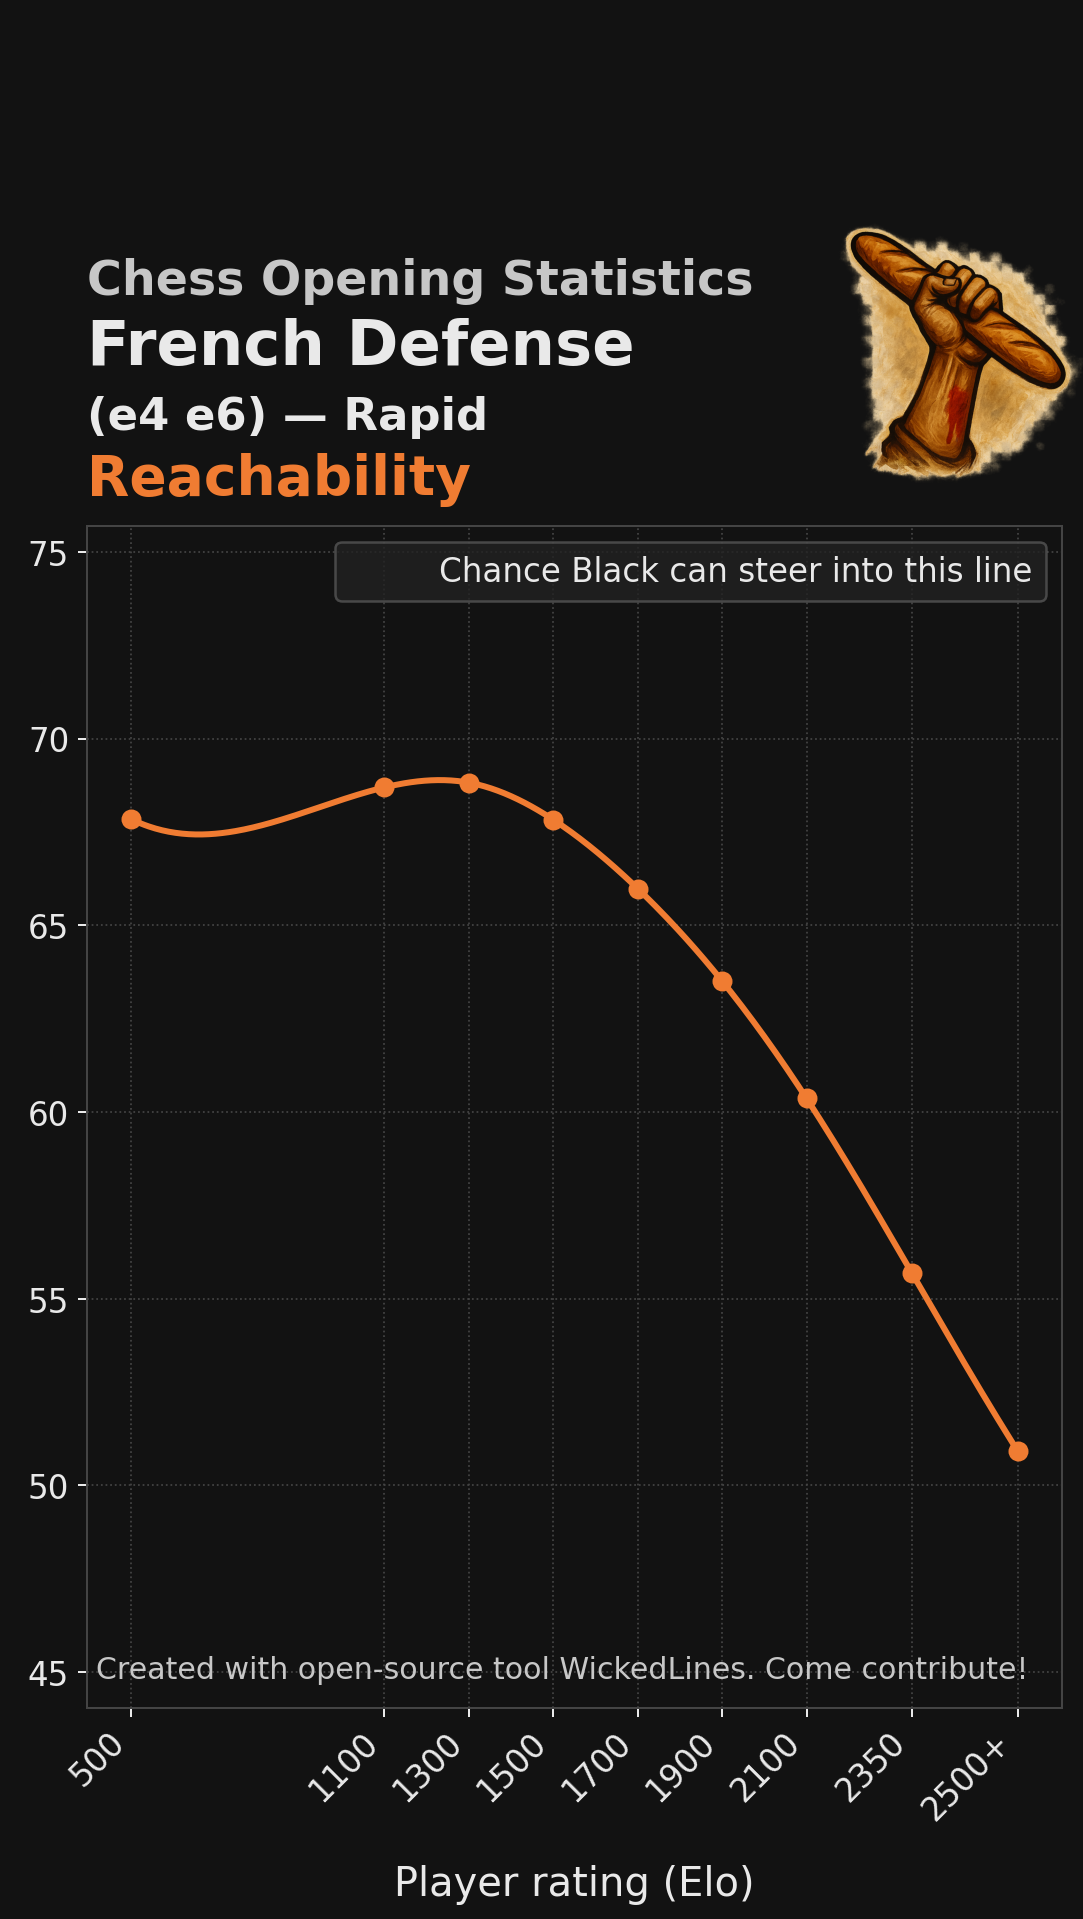 Chess Opening Statistics
French Defense
(e4 e6) — Rapid
Reachability
Chance Black can steer into this line
75
70
65
60
55
50
45
Created with open-source tool WickedLines. Come contribute!
500
1100
1300
1500
1700
1900
2100
2350
2500+
Player rating (Elo)